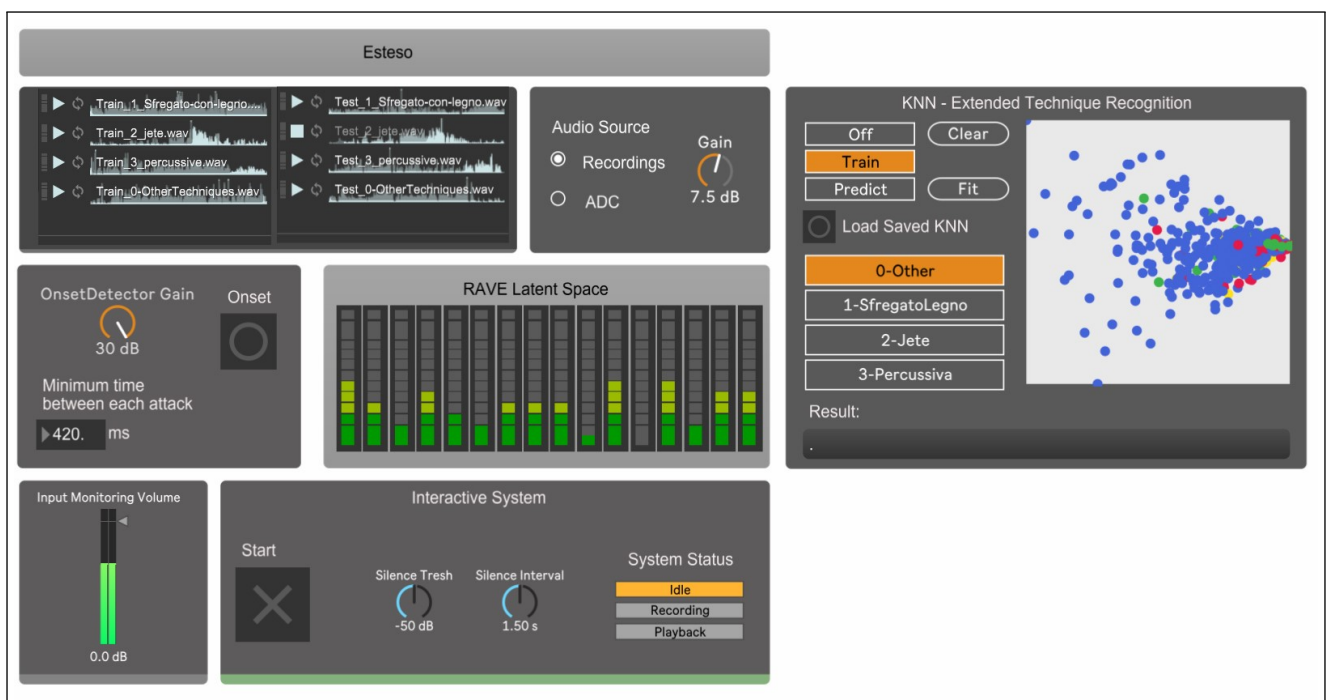 Esteso
Train_1_Sfregato-con-legno....
Train_2_jete.wav
Train_3_percussive.wav
Train_0-OtherTechniques.wav
Test_1_Sfregato-con-legno.wav
Test_2_jete.wav
Test_3_percussive.wav
Test_0-OtherTechniques.wav
Audio Source
Recordings
ADC
Gain
7.5 dB
KNN - Extended Technique Recognition
Off
Clear
Train
Predict
Fit
Load Saved KNN
0-Other
1-SfregatoLegno
2-Jete
3-Percussiva
Result:
.
OnsetDetector Gain
30 dB
Onset
Minimum time
between each attack
420. ms
RAVE Latent Space
Input Monitoring Volume
0.0 dB
Interactive System
Start
Silence Tresh
-50 dB
Silence Interval
1.50 s
System Status
Idle
Recording
Playback